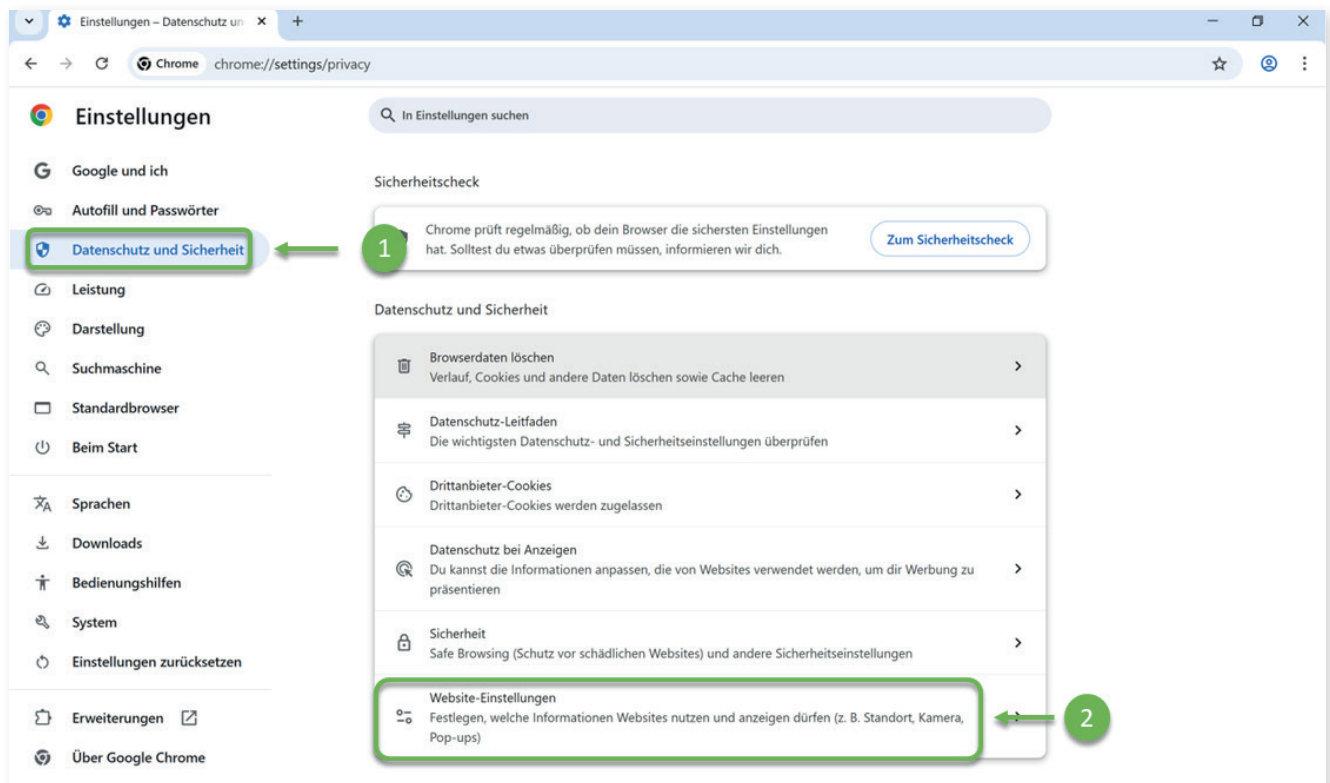 Einstellungen – Datenschutz un
Chrome
chrome://settings/privacy
Einstellungen
In Einstellungen suchen
Google und ich
Autofill und Passwörter
Datenschutz und Sicherheit
Leistung
Darstellung
Suchmaschine
Standardbrowser
Beim Start
Sprachen
Downloads
Bedienungshilfen
System
Einstellungen zurücksetzen
Erweiterungen
Über Google Chrome
1
Sicherheitscheck
Chrome prüft regelmäßig, ob dein Browser die sichersten Einstellungen
hat. Solltest du etwas überprüfen müssen, informieren wir dich.
Zum Sicherheitscheck
Datenschutz und Sicherheit
Browserdaten löschen
Verlauf, Cookies und andere Daten löschen sowie Cache leeren
Datenschutz-Leitfaden
Die wichtigsten Datenschutz- und Sicherheitseinstellungen überprüfen
Drittanbieter-Cookies
Drittanbieter-Cookies werden zugelassen
Datenschutz bei Anzeigen
Du kannst die Informationen anpassen, die von Websites verwendet werden, um dir Werbung zu
präsentieren
Sicherheit
Safe Browsing (Schutz vor schädlichen Websites) und andere Sicherheitseinstellungen
Website-Einstellungen
Festlegen, welche Informationen Websites nutzen und anzeigen dürfen (z. B. Standort, Kamera,
Pop-ups)
2